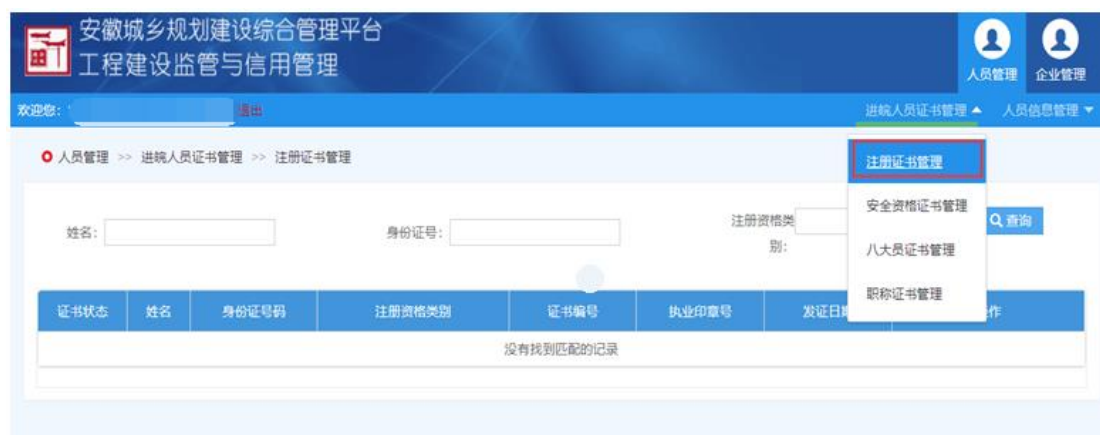 安徽城乡规划建设综合管理平台
工程建设监管与信用管理
人员管理 企业管理
欢迎您: 退出
进皖人员证书管理 ▲ 人员信息管理 ▼
人员管理 >> 进皖人员证书管理 >> 注册证书管理
注册证书管理
安全资格证书管理
八大员证书管理
职称证书管理
姓名:
身份证号:
注册资格类
别:
查询
证书状态 姓名 身份证号码 注册资格类别 证书编号 执业印章号 发证日 作
没有找到匹配的记录